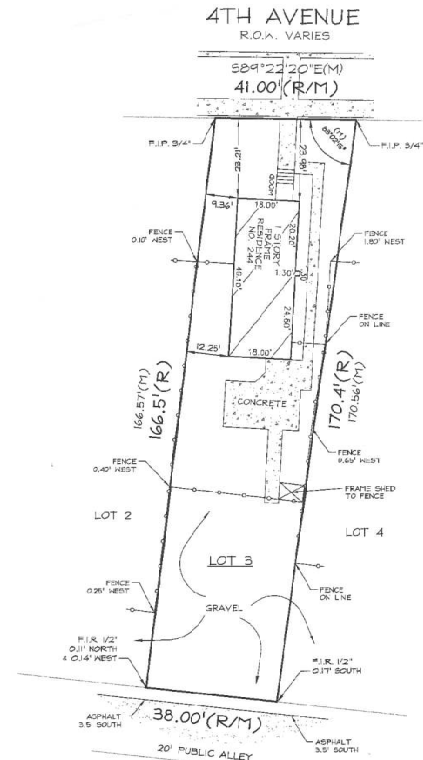 4TH AVENUE
R.O.W. VARIES
S89°22'20"E(M)
41.00'(R/M)
F.I.P. 3/4"
F.I.P. 3/4"
23.98'
9.36'
18.00'
FENCE
0.10' WEST
FENCE
1.80' WEST
1 STORY
FRAME
RESIDENCE
NO. 244
20.20'
1.30'
24.60'
FENCE
ON LINE
12.25'
18.00'
166.57'(M)
166.5'(R)
170.4'(R)
170.56'(M)
CONCRETE
FENCE
0.65' WEST
FENCE
0.40' WEST
FRAME SHED
TO FENCE
LOT 2
LOT 3
LOT 4
FENCE
0.25' WEST
FENCE
ON LINE
GRAVEL
F.I.R. 1/2"
0.11' NORTH
& 0.14' WEST
F.I.R. 1/2"
0.17' SOUTH
ASPHALT
3.5' SOUTH
38.00'(R/M)
ASPHALT
3.5' SOUTH
20' PUBLIC ALLEY